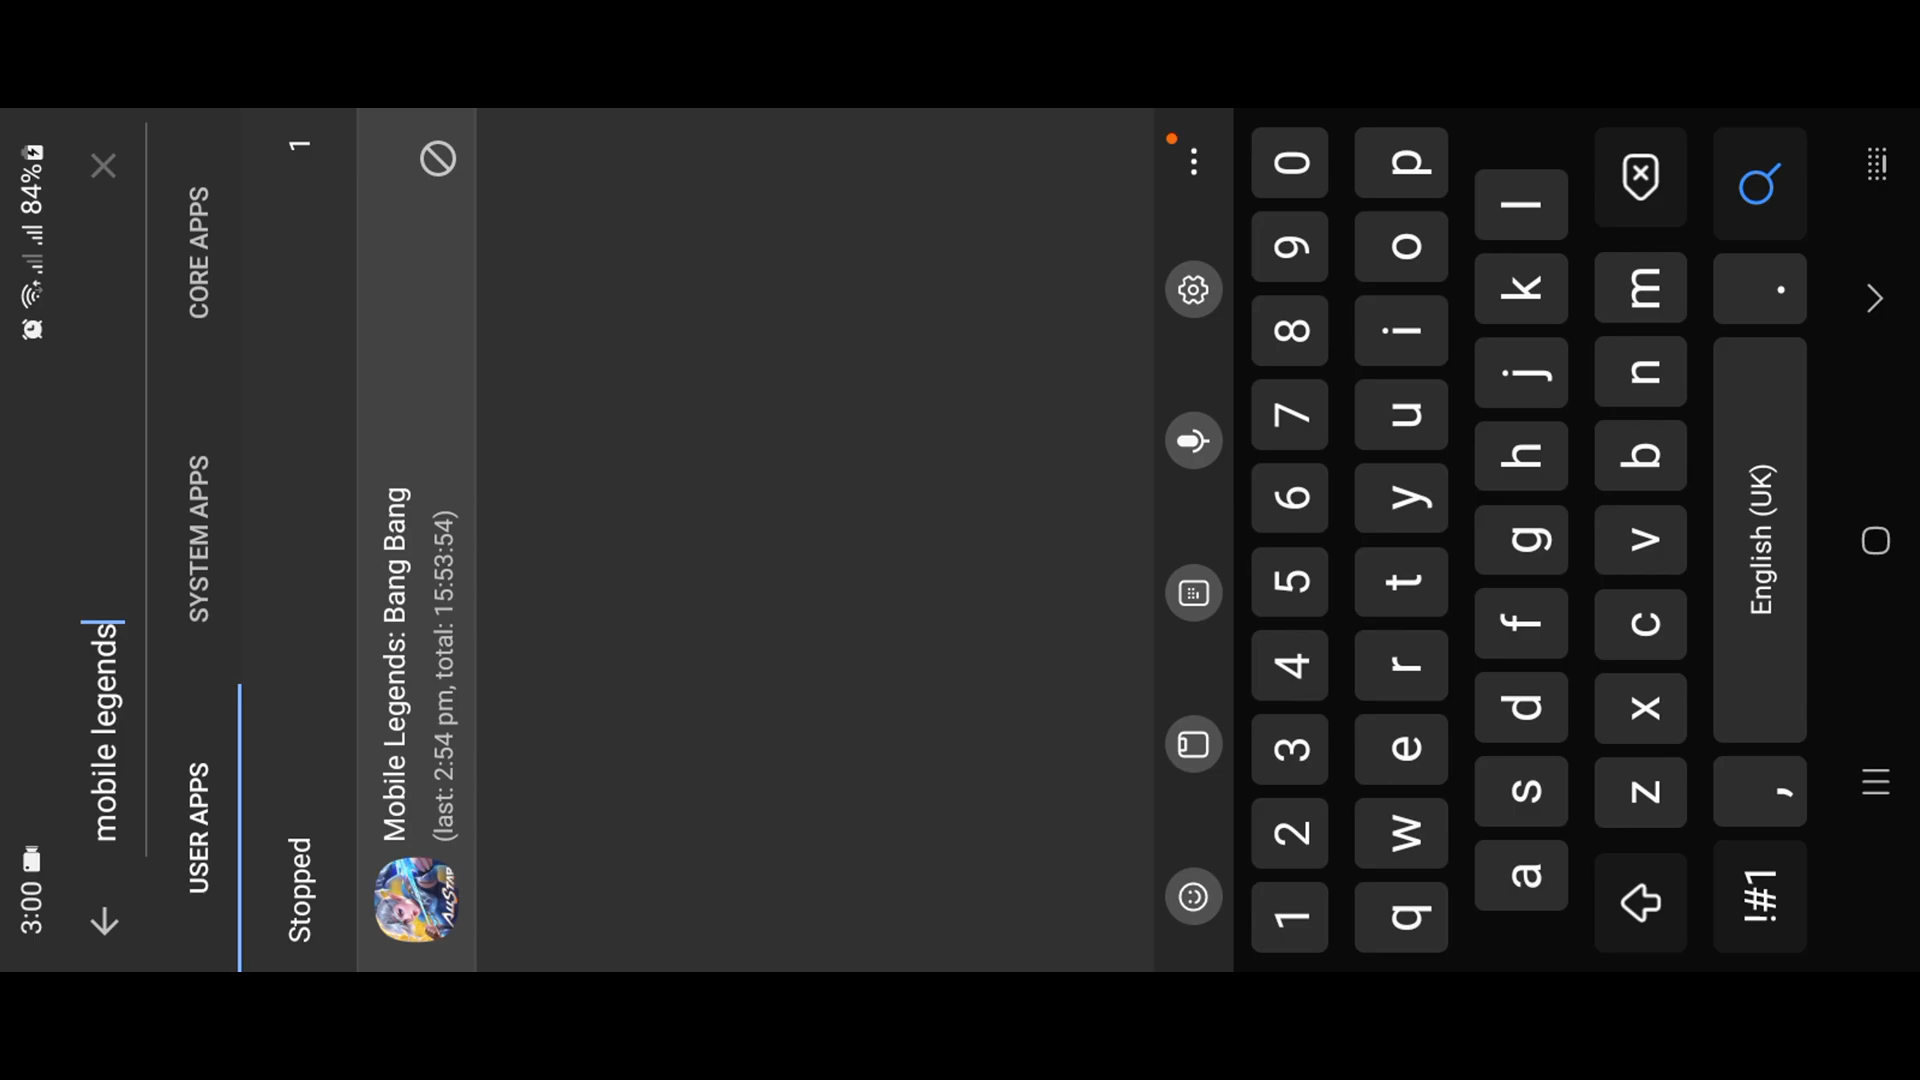 3:00 84%
mobile legends
USER APPS SYSTEM APPS CORE APPS
Stopped 1
Mobile Legends: Bang Bang
(last: 2:54 pm, total: 15:53:54)
1 2 3 4 5 6 7 8 9 0
q w e r t y u i o p
a s d f g h j k l
z x c v b n m
!#1 , English (UK) .